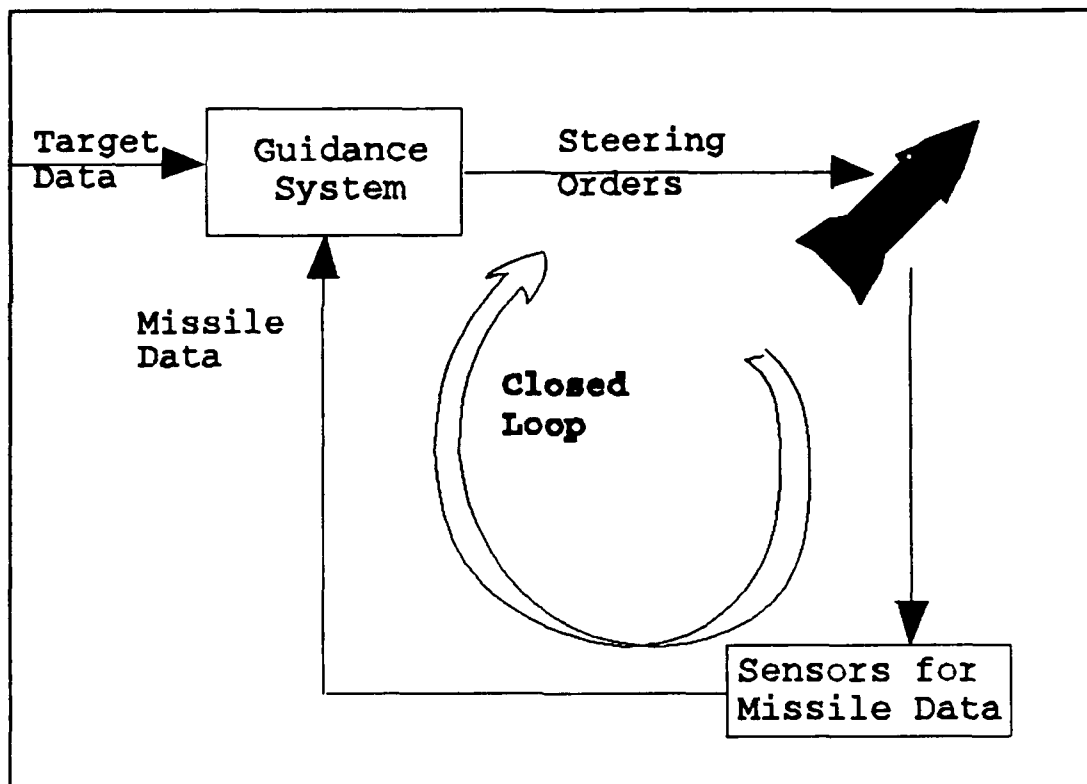 Target
Data
Guidance
System
Steering
Orders
Missile
Data
Closed
Loop
Sensors for
Missile Data